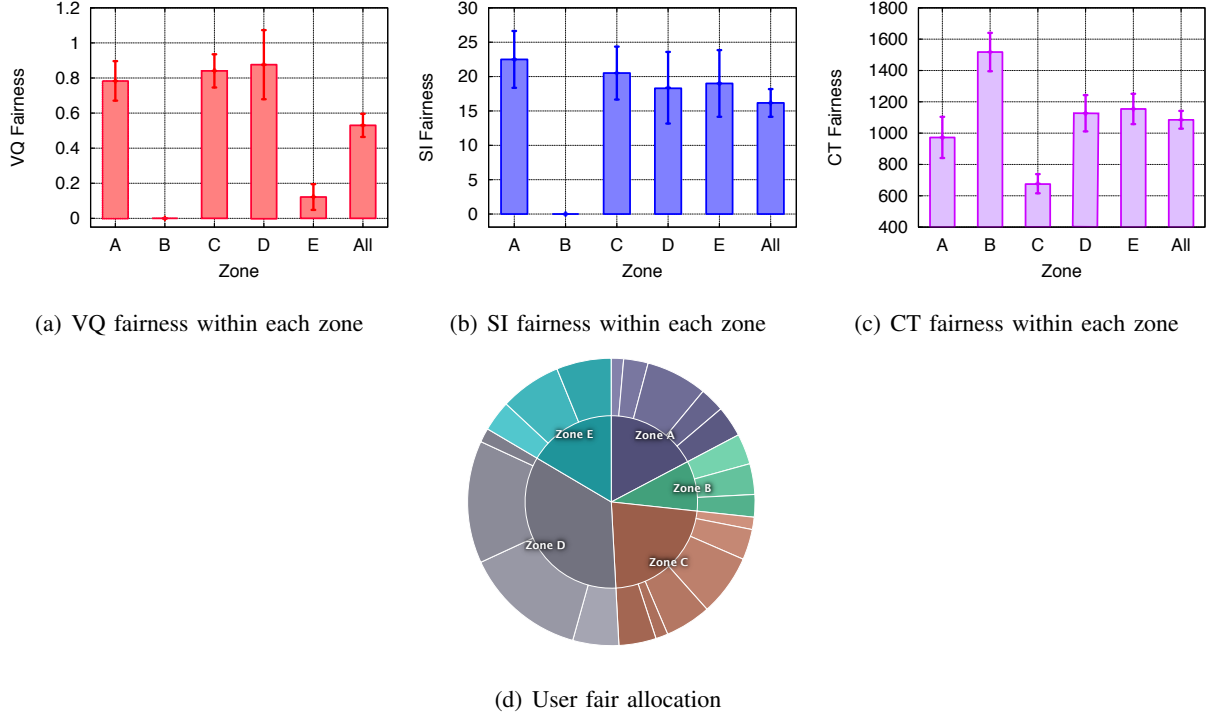 1.2
1
0.8
0.6
0.4
0.2
0
VQ Fairness
A B C D E All
Zone
30
25
20
15
10
5
0
SI Fairness
A B C D E All
Zone
1800
1600
1400
1200
1000
800
600
400
CT Fairness
A B C D E All
Zone
(a) VQ fairness within each zone
(b) SI fairness within each zone
(c) CT fairness within each zone
Zone E
Zone A
Zone B
Zone D
Zone C
(d) User fair allocation